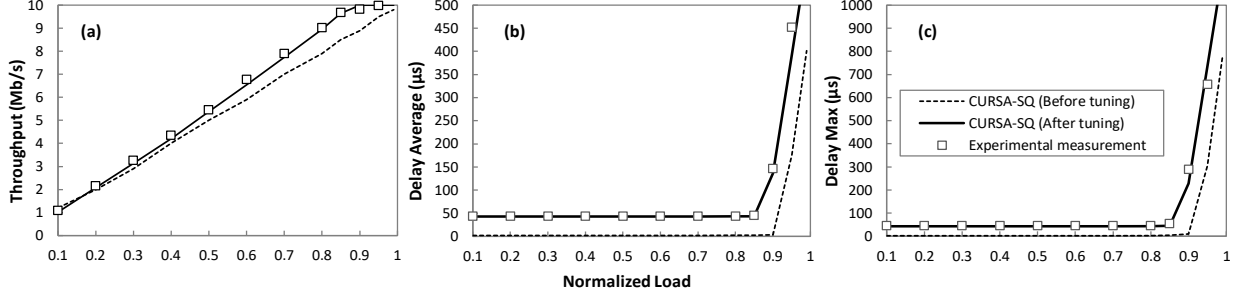 (a)
Throughput (Mb/s)
10
9
8
7
6
5
4
3
2
1
0
0.1 0.2 0.3 0.4 0.5 0.6 0.7 0.8 0.9 1
(b)
Delay Average (µs)
500
450
400
350
300
250
200
150
100
50
0
0.1 0.2 0.3 0.4 0.5 0.6 0.7 0.8 0.9 1
Normalized Load
(c)
Delay Max (µs)
1000
900
800
700
600
500
400
300
200
100
0
0.1 0.2 0.3 0.4 0.5 0.6 0.7 0.8 0.9 1
CURSA-SQ (Before tuning)
CURSA-SQ (After tuning)
Experimental measurement